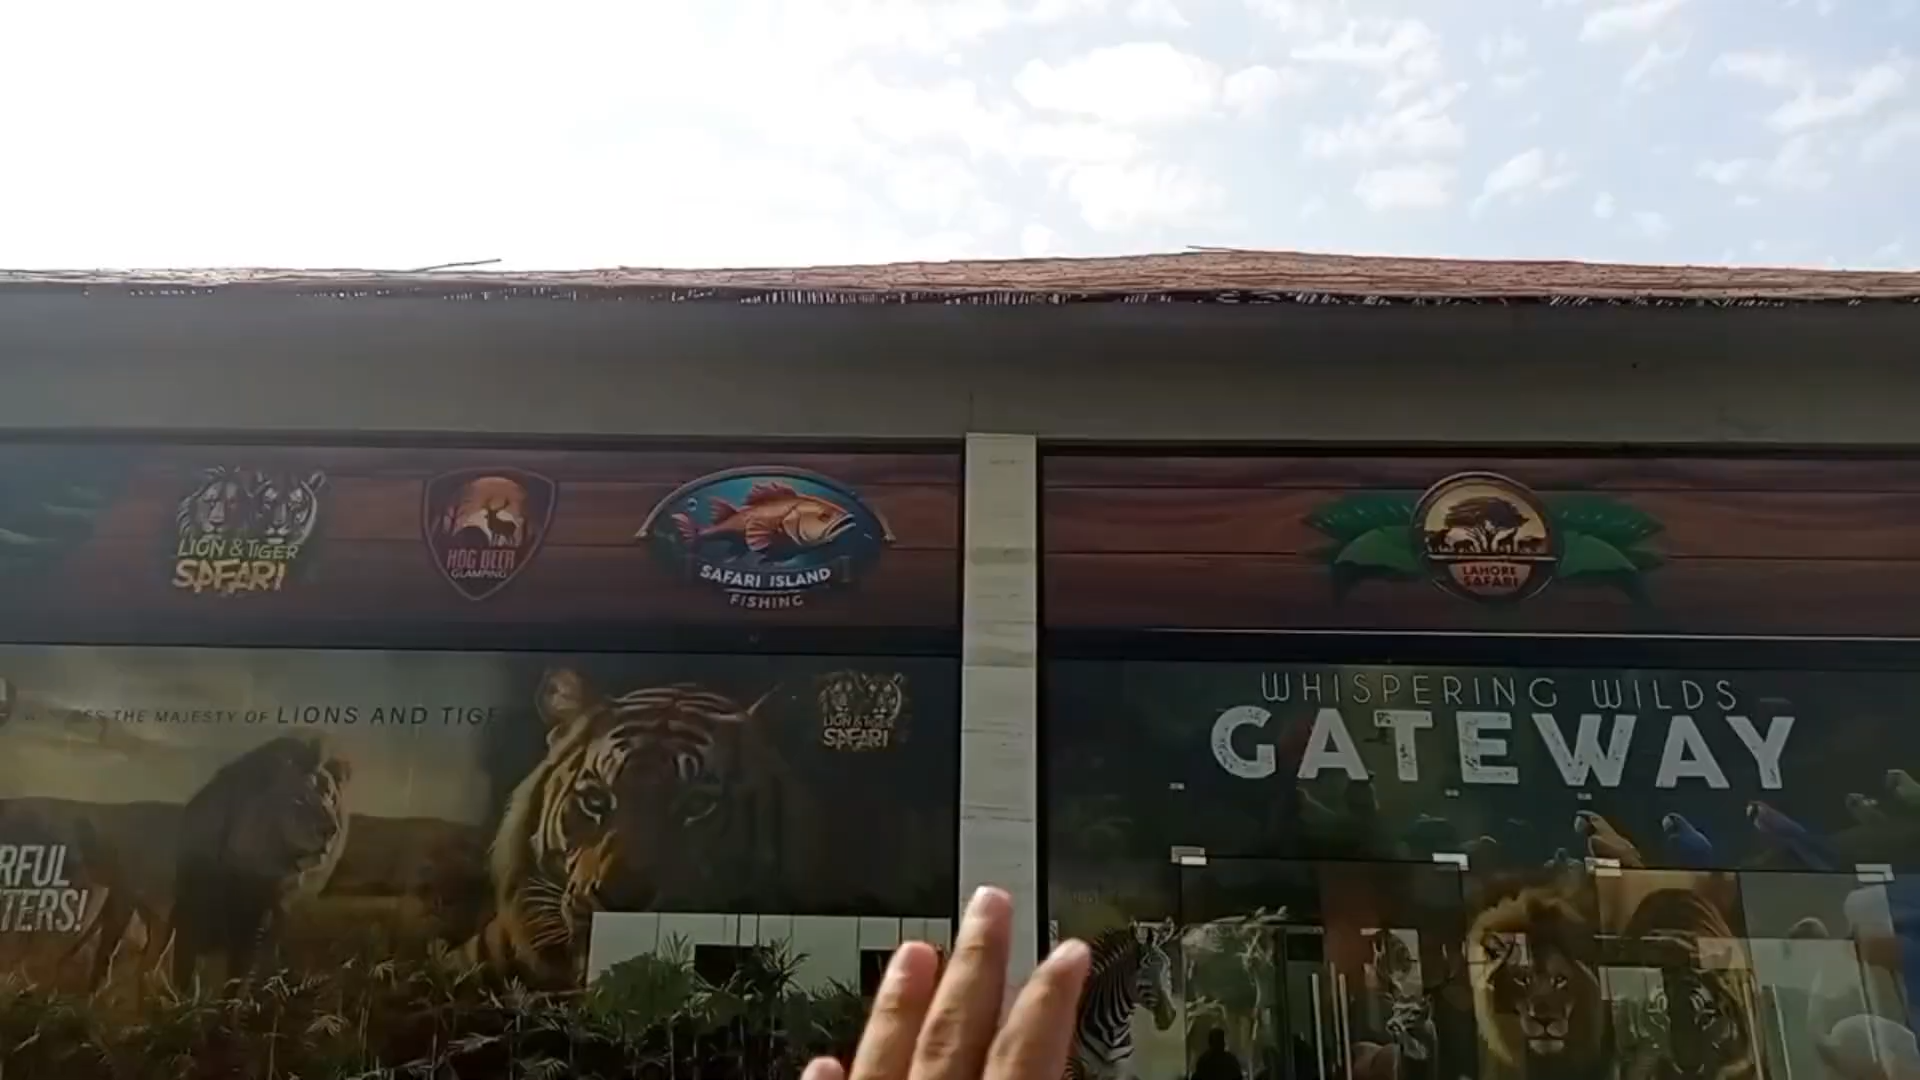 LION & TIGER
SAFARI
HOG DEER
GLAMPING
SAFARI ISLAND
FISHING
LAHORE
SAFARI
THE MAJESTY OF LIONS AND TIGE
LION & TIGER
SAFARI
WHISPERING WILDS
GATEWAY
RFUL
TERS!